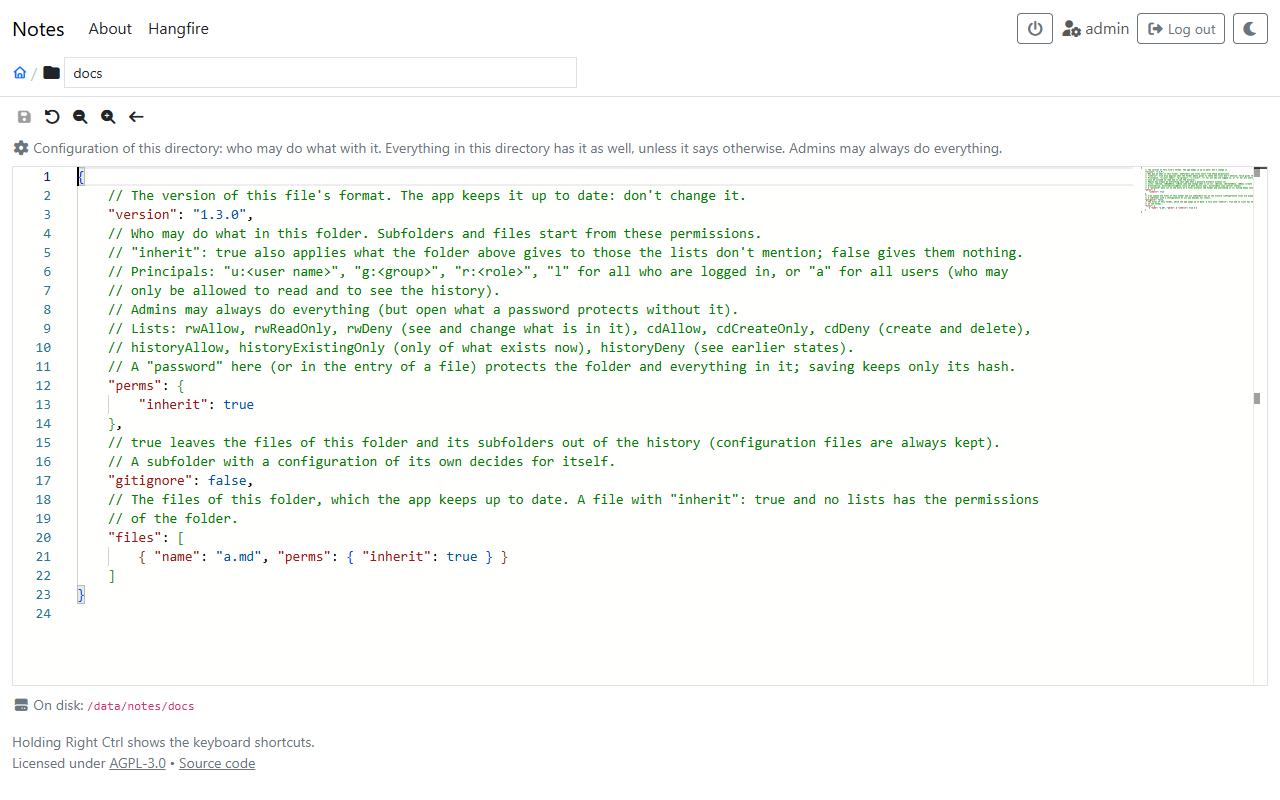 Notes About Hangfire admin Log out
/ docs
Configuration of this directory: who may do what with it. Everything in this directory has it as well, unless it says otherwise. Admins may always do everything.
1 {
2 // The version of this file's format. The app keeps it up to date: don't change it.
3 "version": "1.3.0",
4 // Who may do what in this folder. Subfolders and files start from these permissions.
5 // "inherit": true also applies what the folder above gives to those the lists don't mention; false gives them nothing.
6 // Principals: "u:<user name>", "g:<group>", "r:<role>", "l" for all who are logged in, or "a" for all users (who may
7 // only be allowed to read and to see the history).
8 // Admins may always do everything (but open what a password protects without it).
9 // Lists: rwAllow, rwReadOnly, rwDeny (see and change what is in it), cdAllow, cdCreateOnly, cdDeny (create and delete),
10 // historyAllow, historyExistingOnly (only of what exists now), historyDeny (see earlier states).
11 // A "password" here (or in the entry of a file) protects the folder and everything in it; saving keeps only its hash.
12 "perms": {
13 "inherit": true
14 },
15 // true leaves the files of this folder and its subfolders out of the history (configuration files are always kept).
16 // A subfolder with a configuration of its own decides for itself.
17 "gitignore": false,
18 // The files of this folder, which the app keeps up to date. A file with "inherit": true and no lists has the permissions
19 // of the folder.
20 "files": [
21 { "name": "a.md", "perms": { "inherit": true } }
22 ]
23 }
24
On disk: /data/notes/docs
Holding Right Ctrl shows the keyboard shortcuts.
Licensed under AGPL-3.0 • Source code